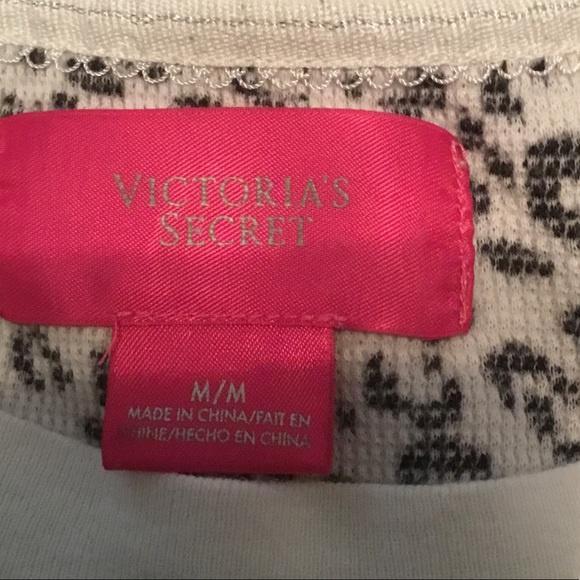 VICTORIA'S
SECRET
M/M
MADE IN CHINA/FAIT EN
CHINE/HECHO EN CHINA